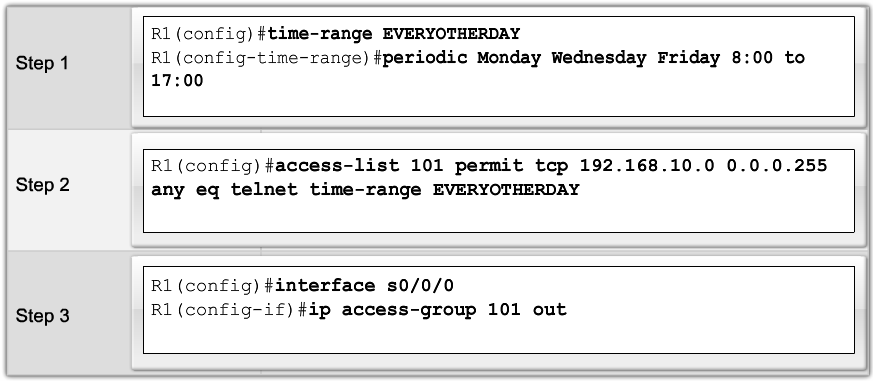 Step 1
R1(config)#time-range EVERYOTHERDAY
R1(config-time-range)#periodic Monday Wednesday Friday 8:00 to
17:00
Step 2
R1(config)#access-list 101 permit tcp 192.168.10.0 0.0.0.255
any eq telnet time-range EVERYOTHERDAY
Step 3
R1(config)#interface s0/0/0
R1(config-if)#ip access-group 101 out